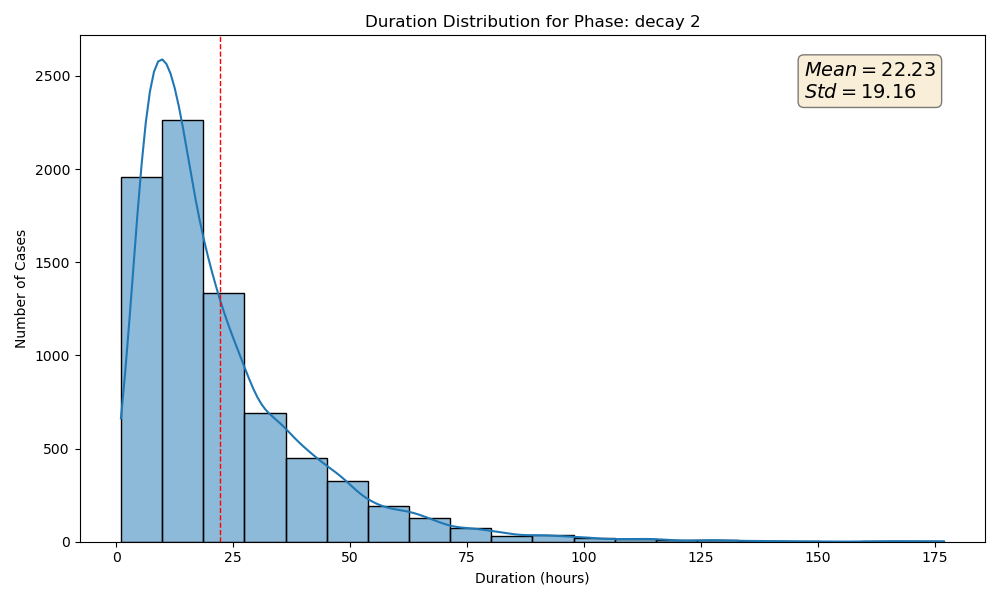 Duration Distribution for Phase: decay 2
Mean = 22.23
Std = 19.16
2500
2000
1500
1000
500
0
Number of Cases
0 25 50 75 100 125 150 175
Duration (hours)